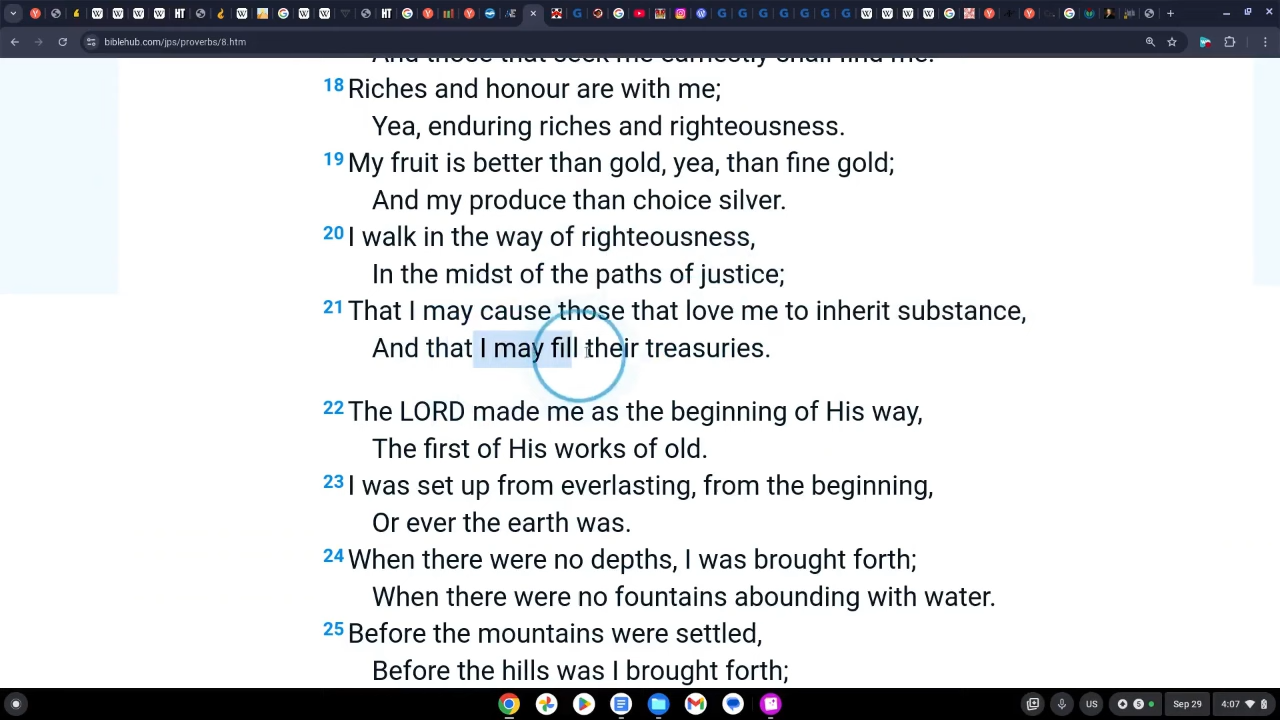 biblehub.com/jps/proverbs/8.htm
And those that seek me earnestly shall find me.
18 Riches and honour are with me;
Yea, enduring riches and righteousness.
19 My fruit is better than gold, yea, than fine gold;
And my produce than choice silver.
20 I walk in the way of righteousness,
In the midst of the paths of justice;
21 That I may cause those that love me to inherit substance,
And that I may fill their treasuries.
22 The LORD made me as the beginning of His way,
The first of His works of old.
23 I was set up from everlasting, from the beginning,
Or ever the earth was.
24 When there were no depths, I was brought forth;
When there were no fountains abounding with water.
25 Before the mountains were settled,
Before the hills was I brought forth;
US
Sep 29
4:07